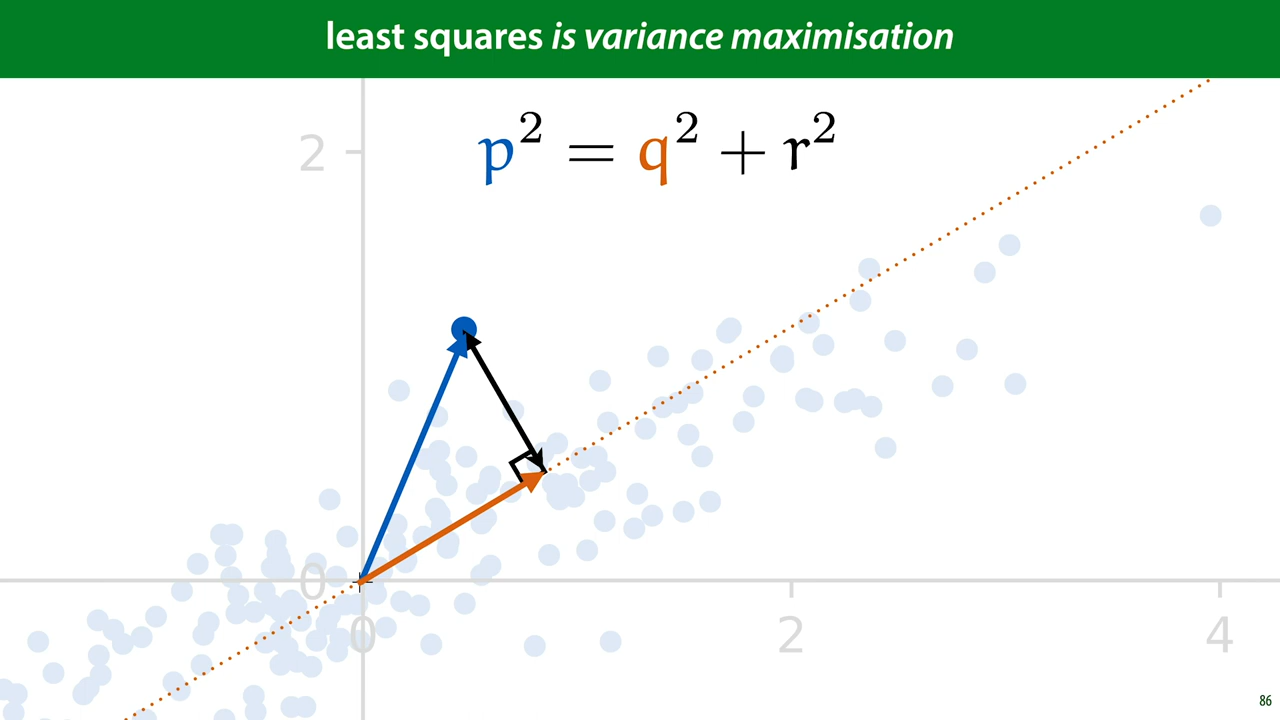 least squares is variance maximisation
p² = q² + r²
2
0
0 2 4
86